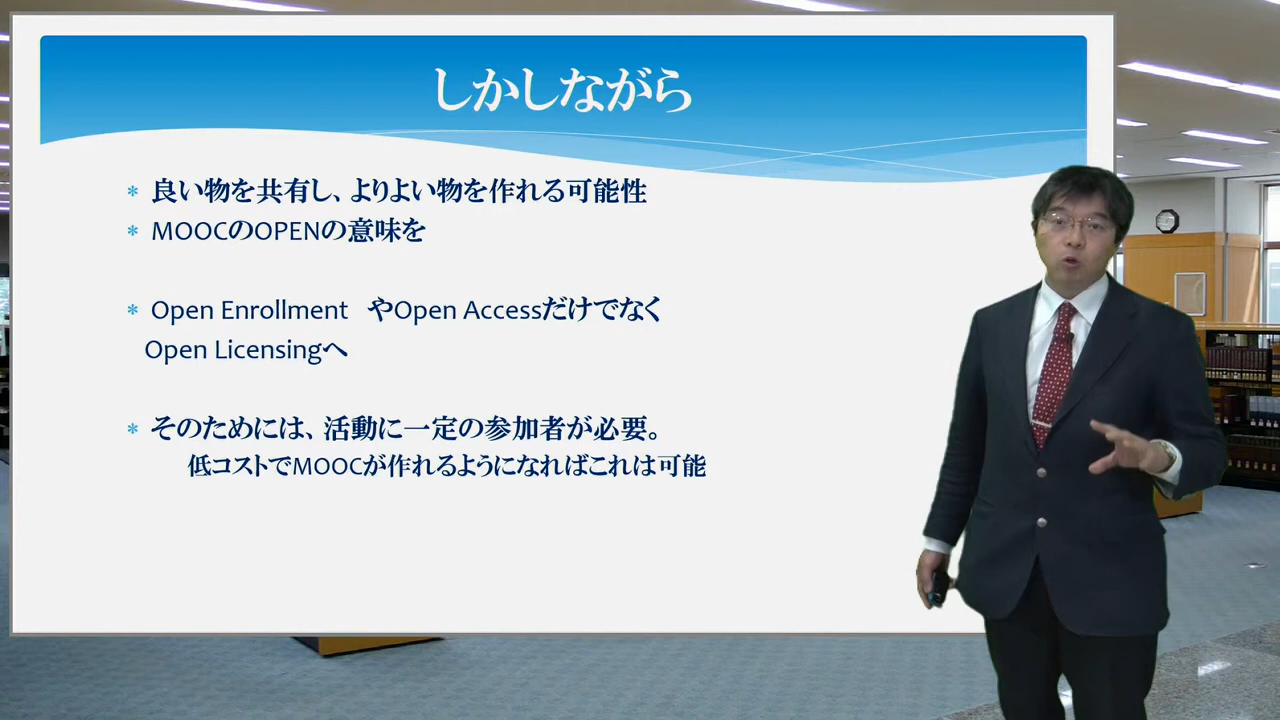 しかしながら
良い物を共有し、よりよい物を作れる可能性
MOOCのOPENの意味を
Open Enrollment やOpen Accessだけでなく
Open Licensingへ
そのためには、活動に一定の参加者が必要。
低コストでMOOCが作れるようになればこれは可能